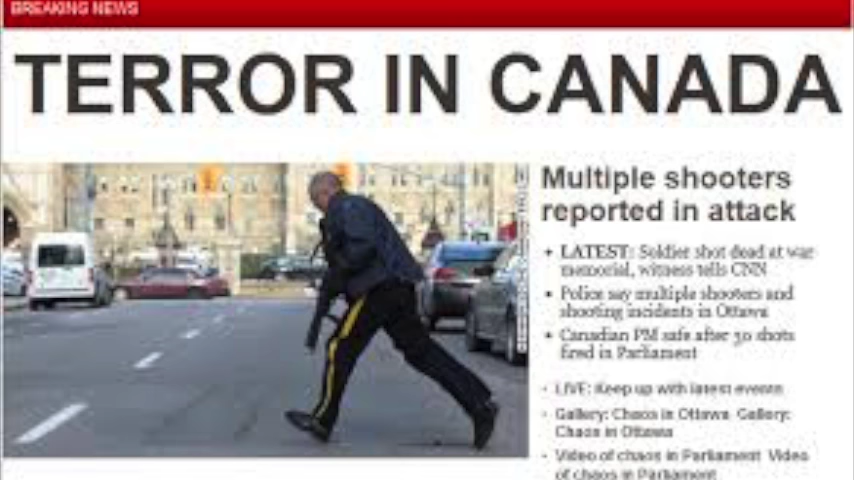 BREAKING NEWS
TERROR IN CANADA
Multiple shooters
reported in attack
LATEST: Soldier shot dead at war
memorial, witness tells CNN
Police say multiple shooters and
shooting incidents in Ottawa
Canadian PM safe after 30 shots
fired in Parliament
LIVE: Keep up with latest events
Gallery: Chaos in Ottawa Gallery:
Chaos in Ottawa
Video of chaos in Parliament Video
of chaos in Parliament